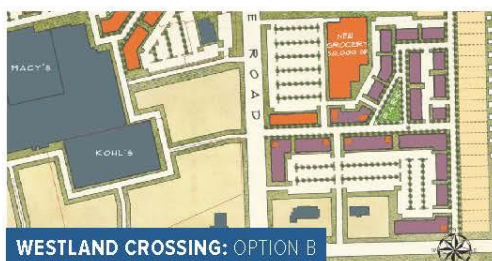 MACY'S
KOHL'S
E ROAD
NEW
GROCERY
WESTLAND CROSSING: OPTION B